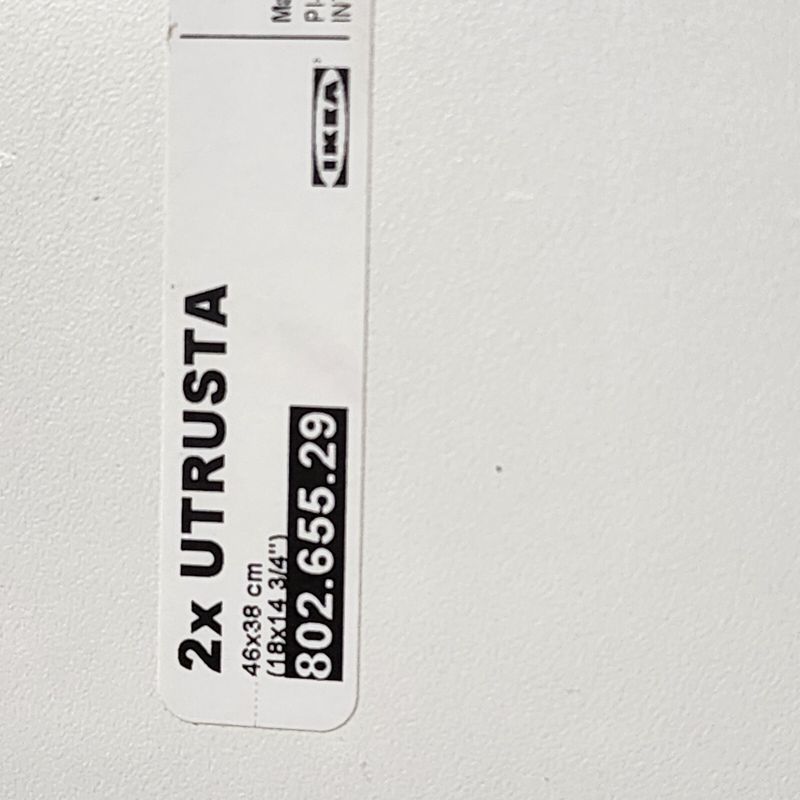 2x UTRUSTA
46x38 cm
(18x14 3/4")
802.655.29
IKEA